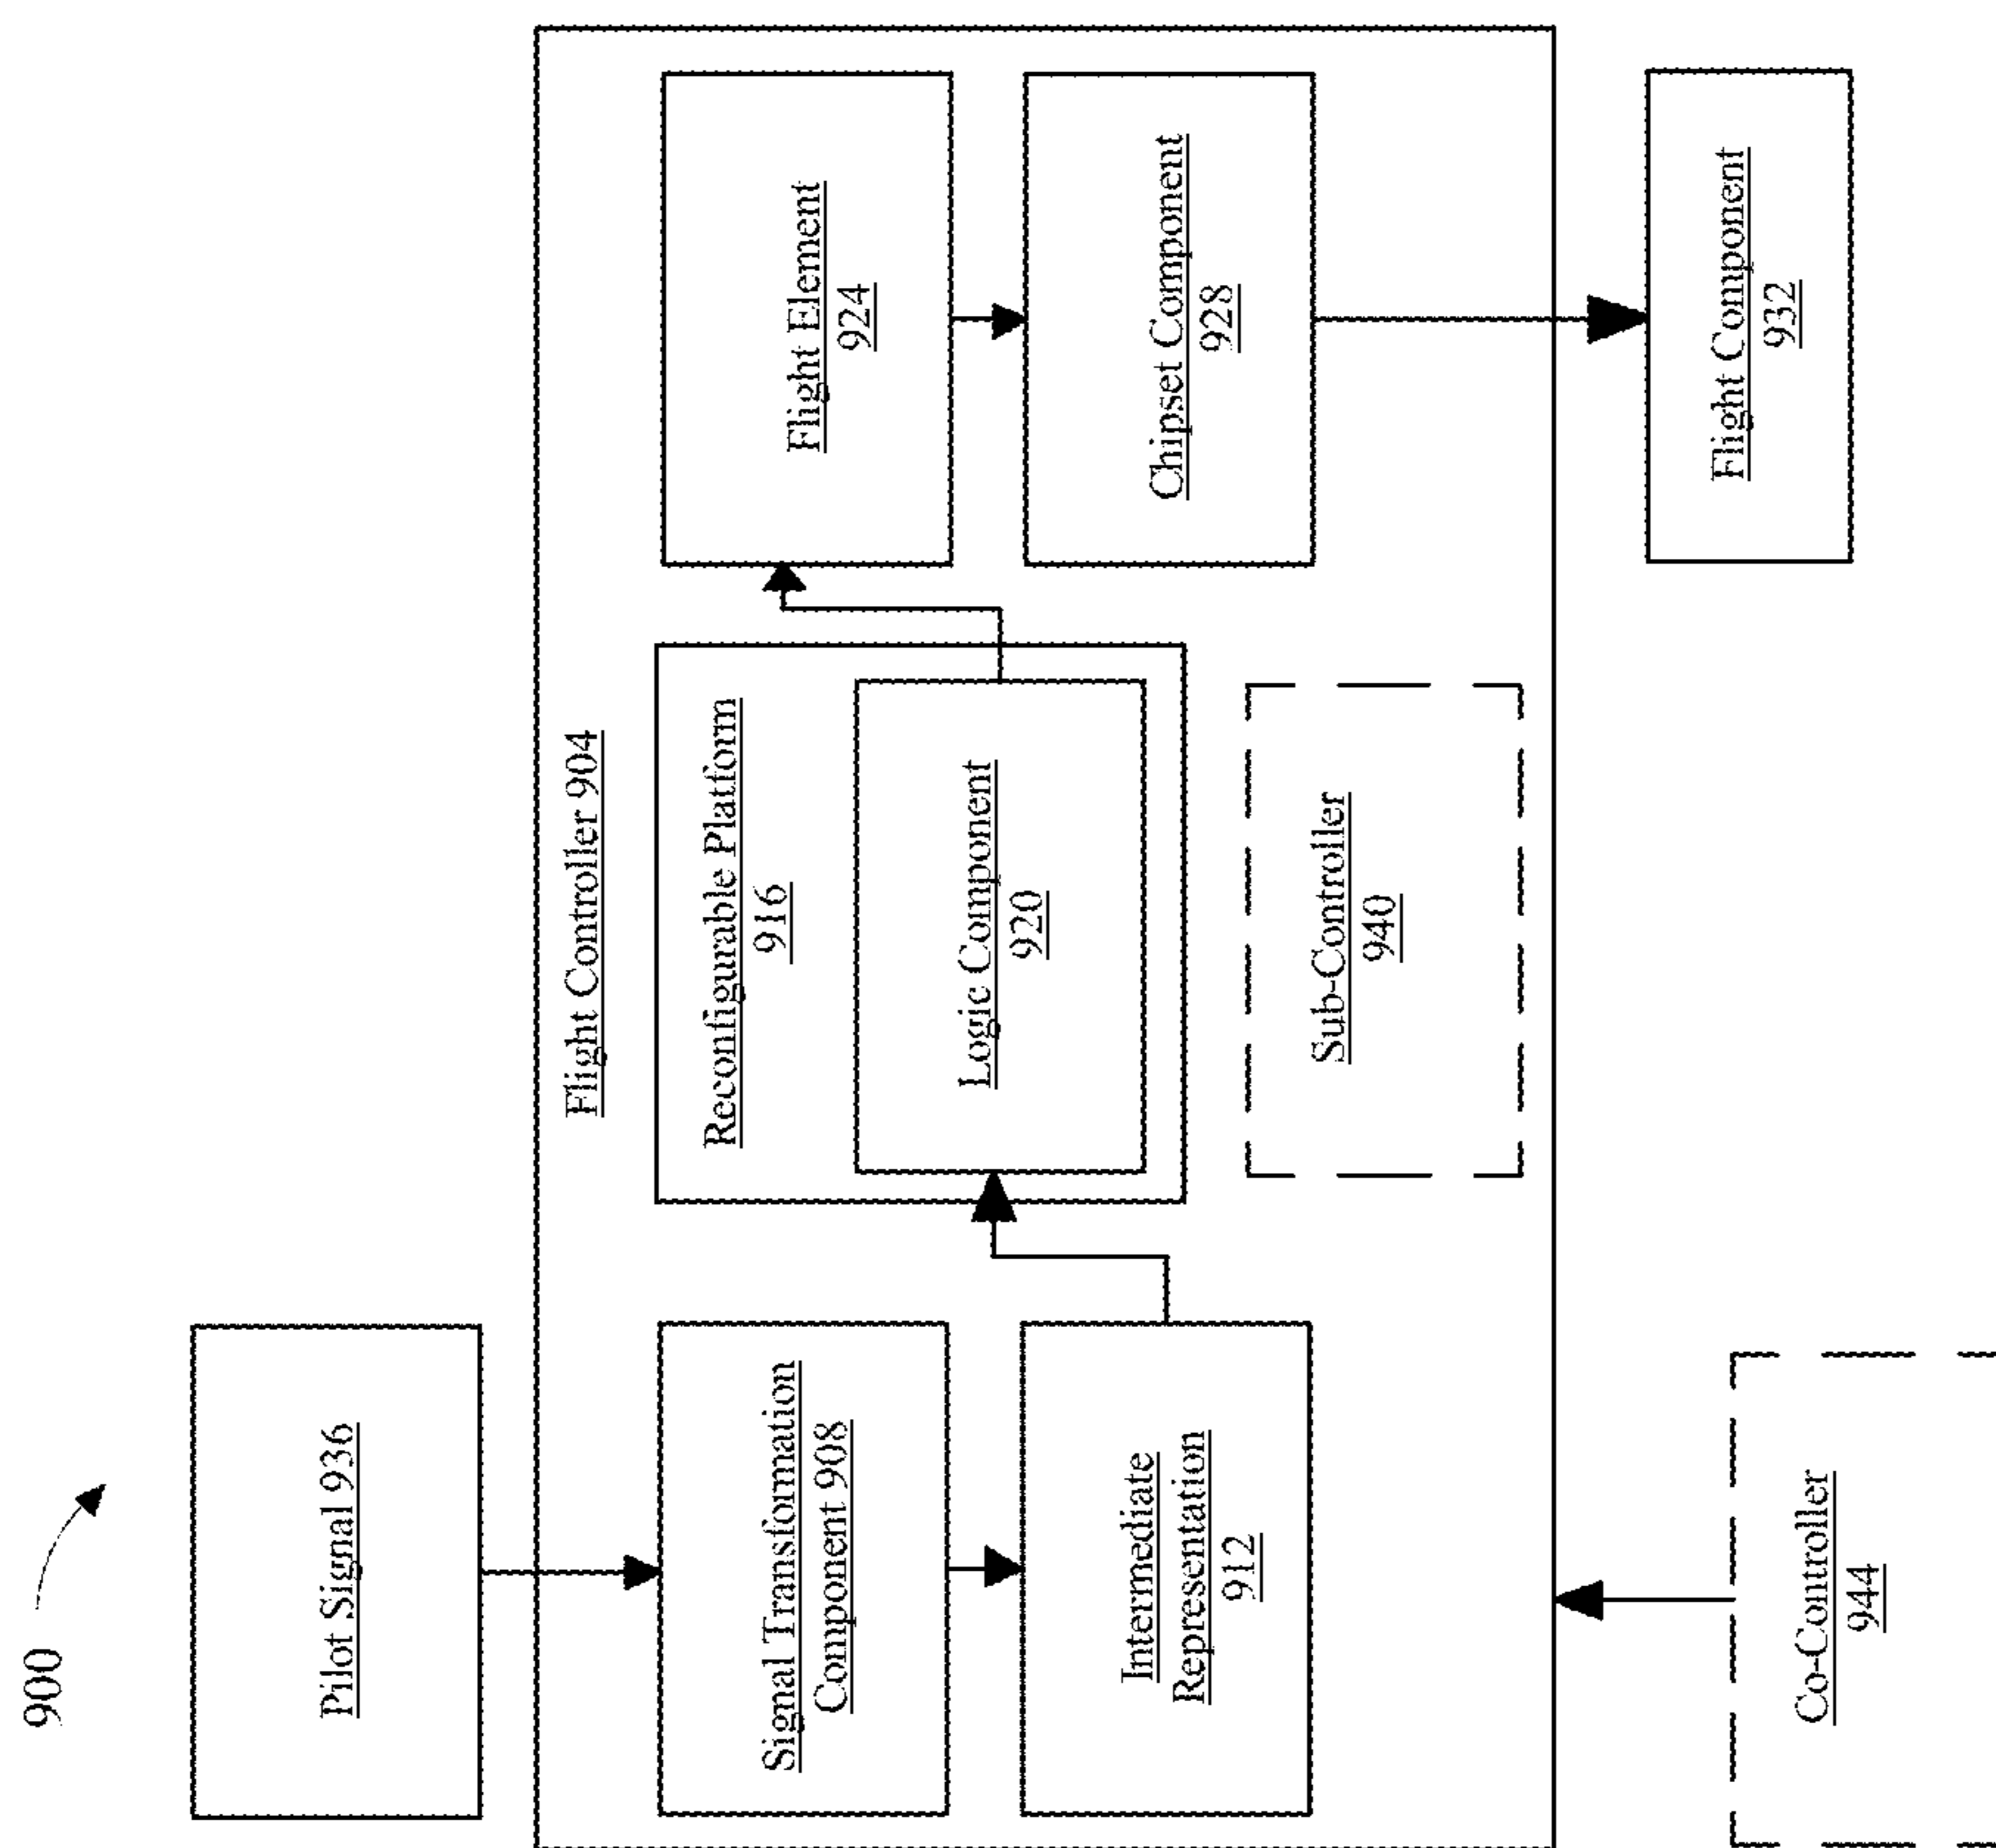 900
Pilot Signal 936
Flight Controller 904
Signal Transformation
Component 908
Intermediate
Representation
912
Reconfigurable Platform
916
Logic Component
920
Sub-Controller
940
Flight Element
924
Chipset Component
928
Co-Controller
944
Flight Component
932